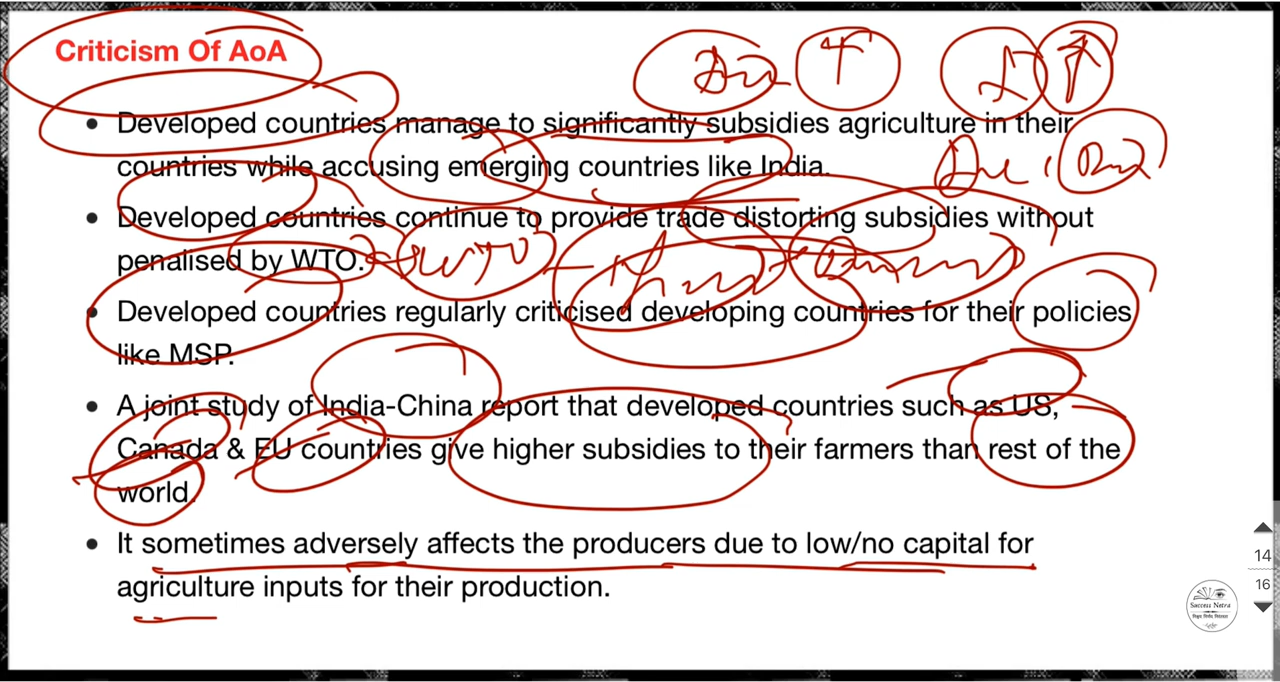 Criticism Of AoA
• Developed countries manage to significantly subsidies agriculture in their
countries while accusing emerging countries like India.
• Developed countries continue to provide trade distorting subsidies without
penalised by WTO.
WTO
• Developed countries regularly criticised developing countries for their policies
like MSP.
• A joint study of India-China report that developed countries such as US,
Canada & EU countries give higher subsidies to their farmers than rest of the
world.
• It sometimes adversely affects the producers due to low/no capital for
agriculture inputs for their production.
14
16
Success Netra